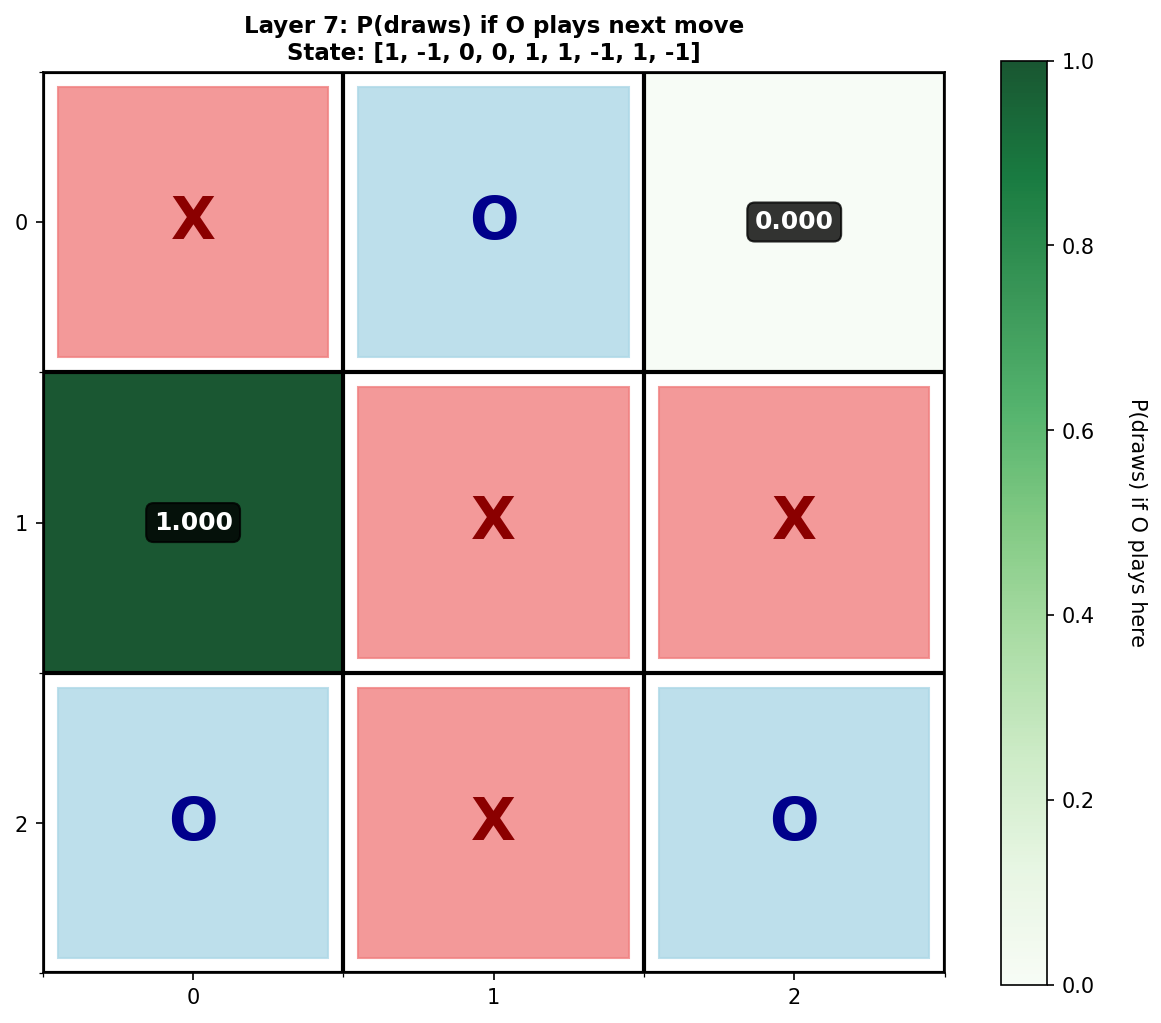 Layer 7: P(draws) if O plays next move
State: [1, -1, 0, 0, 1, 1, -1, 1, -1]
0
X
O
0.000
1
1.000
X
X
2
O
X
O
0
1
2
1.0
0.8
0.6
0.4
0.2
0.0
P(draws) if O plays here